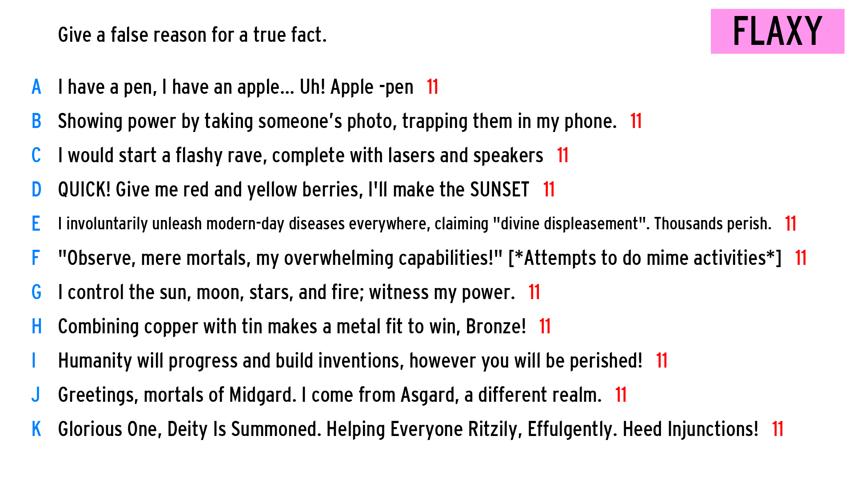 Give a false reason for a true fact.
FLAXY
A I have a pen, I have an apple... Uh! Apple -pen 11
B Showing power by taking someone's photo, trapping them in my phone. 11
C I would start a flashy rave, complete with lasers and speakers 11
D QUICK! Give me red and yellow berries, I'll make the SUNSET 11
E I involuntarily unleash modern-day diseases everywhere, claiming "divine displeasement". Thousands perish. 11
F "Observe, mere mortals, my overwhelming capabilities!" [*Attempts to do mime activities*] 11
G I control the sun, moon, stars, and fire; witness my power. 11
H Combining copper with tin makes a metal fit to win, Bronze! 11
I Humanity will progress and build inventions, however you will be perished! 11
J Greetings, mortals of Midgard. I come from Asgard, a different realm. 11
K Glorious One, Deity Is Summoned. Helping Everyone Ritzily, Effulgently. Heed Injunctions! 11